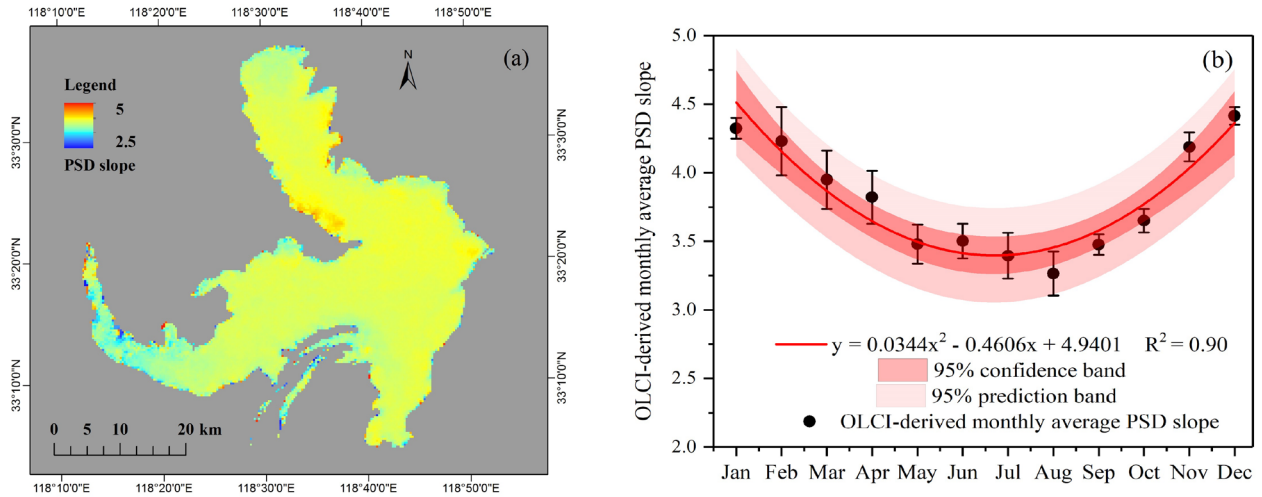 118°10'0"E 118°20'0"E 118°30'0"E 118°40'0"E 118°50'0"E
(a)
N
Legend
5
2.5
PSD slope
33°30'0"N
33°20'0"N
33°10'0"N
33°30'0"N
33°20'0"N
33°10'0"N
0 5 10 20 km
118°10'0"E 118°20'0"E 118°30'0"E 118°40'0"E 118°50'0"E
(b)
OLCI-derived monthly average PSD slope
5.0
4.5
4.0
3.5
3.0
2.5
2.0
y = 0.0344x² - 0.4606x + 4.9401 R² = 0.90
95% confidence band
95% prediction band
OLCI-derived monthly average PSD slope
Jan Feb Mar Apr May Jun Jul Aug Sep Oct Nov Dec